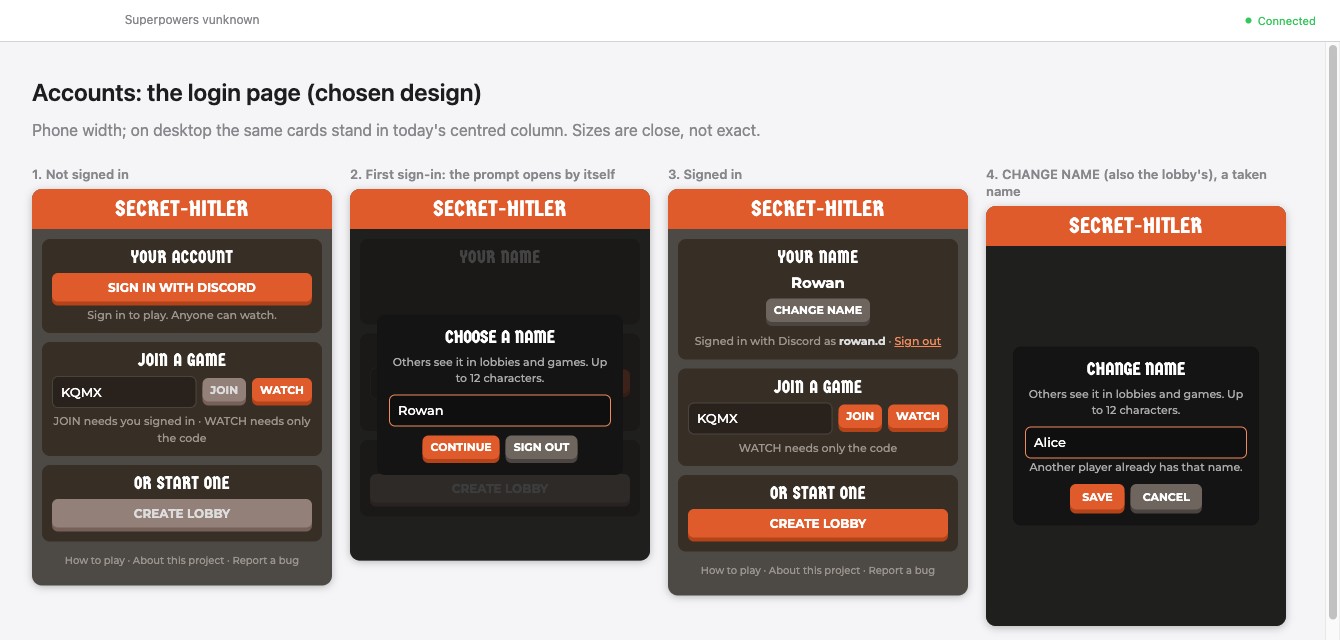 Superpowers vunknown
Connected
Accounts: the login page (chosen design)
Phone width; on desktop the same cards stand in today's centred column. Sizes are close, not exact.
1. Not signed in
SECRET-HITLER
YOUR ACCOUNT
SIGN IN WITH DISCORD
Sign in to play. Anyone can watch.
JOIN A GAME
KQMX
JOIN
WATCH
JOIN needs you signed in · WATCH needs only
the code
OR START ONE
CREATE LOBBY
How to play · About this project · Report a bug
2. First sign-in: the prompt opens by itself
SECRET-HITLER
YOUR NAME
CHOOSE A NAME
Others see it in lobbies and games. Up
to 12 characters.
Rowan
CONTINUE
SIGN OUT
CREATE LOBBY
3. Signed in
SECRET-HITLER
YOUR NAME
Rowan
CHANGE NAME
Signed in with Discord as rowan.d · Sign out
JOIN A GAME
KQMX
JOIN
WATCH
WATCH needs only the code
OR START ONE
CREATE LOBBY
How to play · About this project · Report a bug
4. CHANGE NAME (also the lobby's), a taken
name
SECRET-HITLER
CHANGE NAME
Others see it in lobbies and games. Up
to 12 characters.
Alice
Another player already has that name.
SAVE
CANCEL